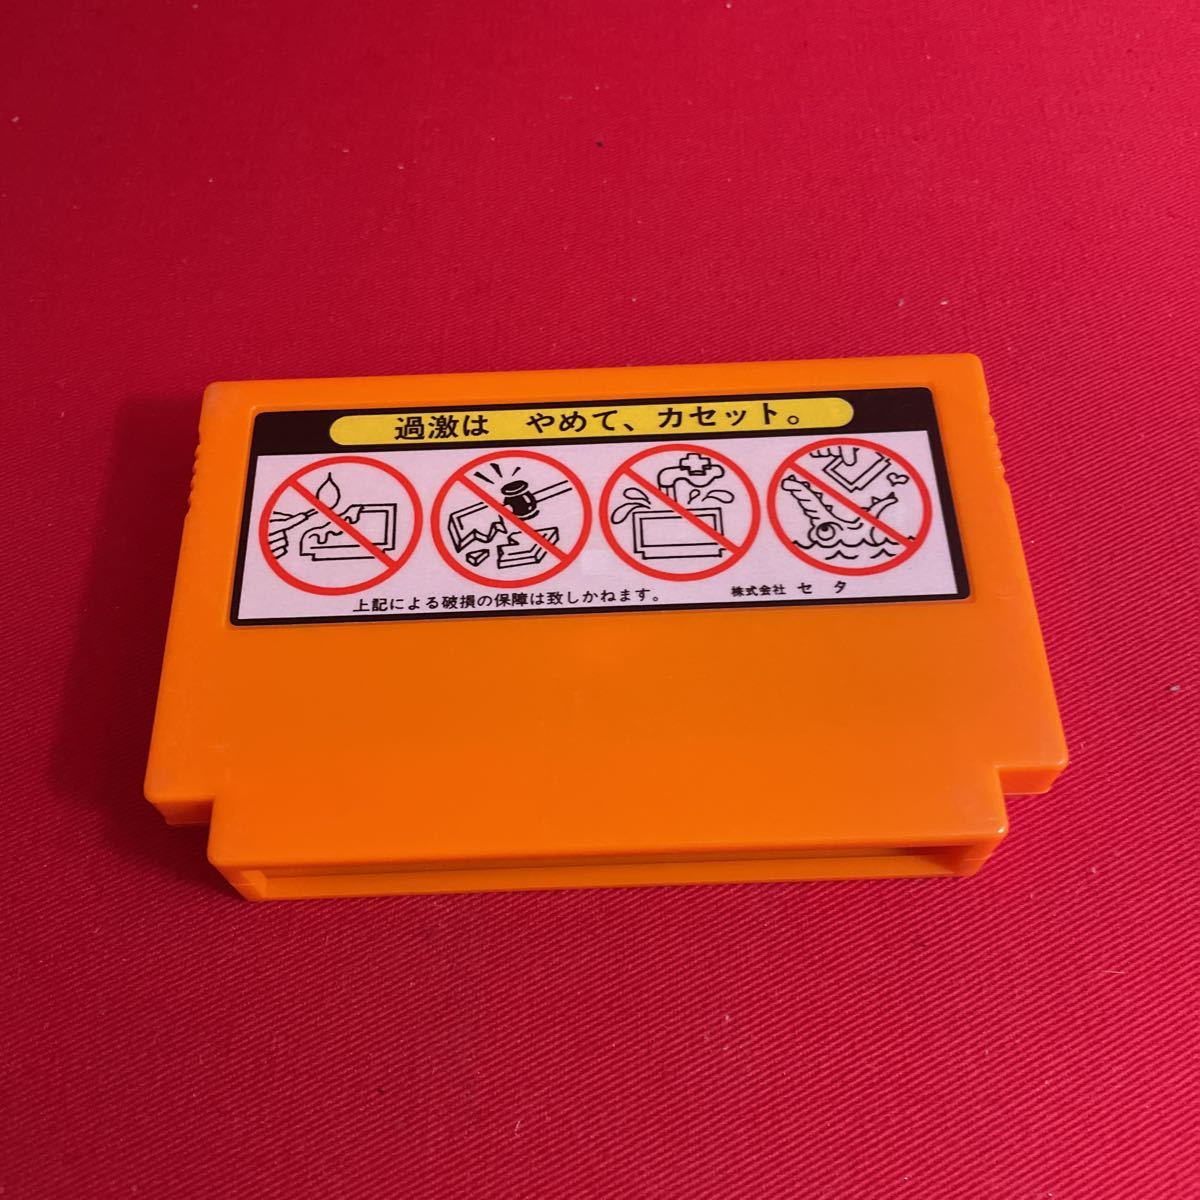 過激は　やめて、カセット。
上記による破損の保障は致しかねます。
株式会社 セ タ